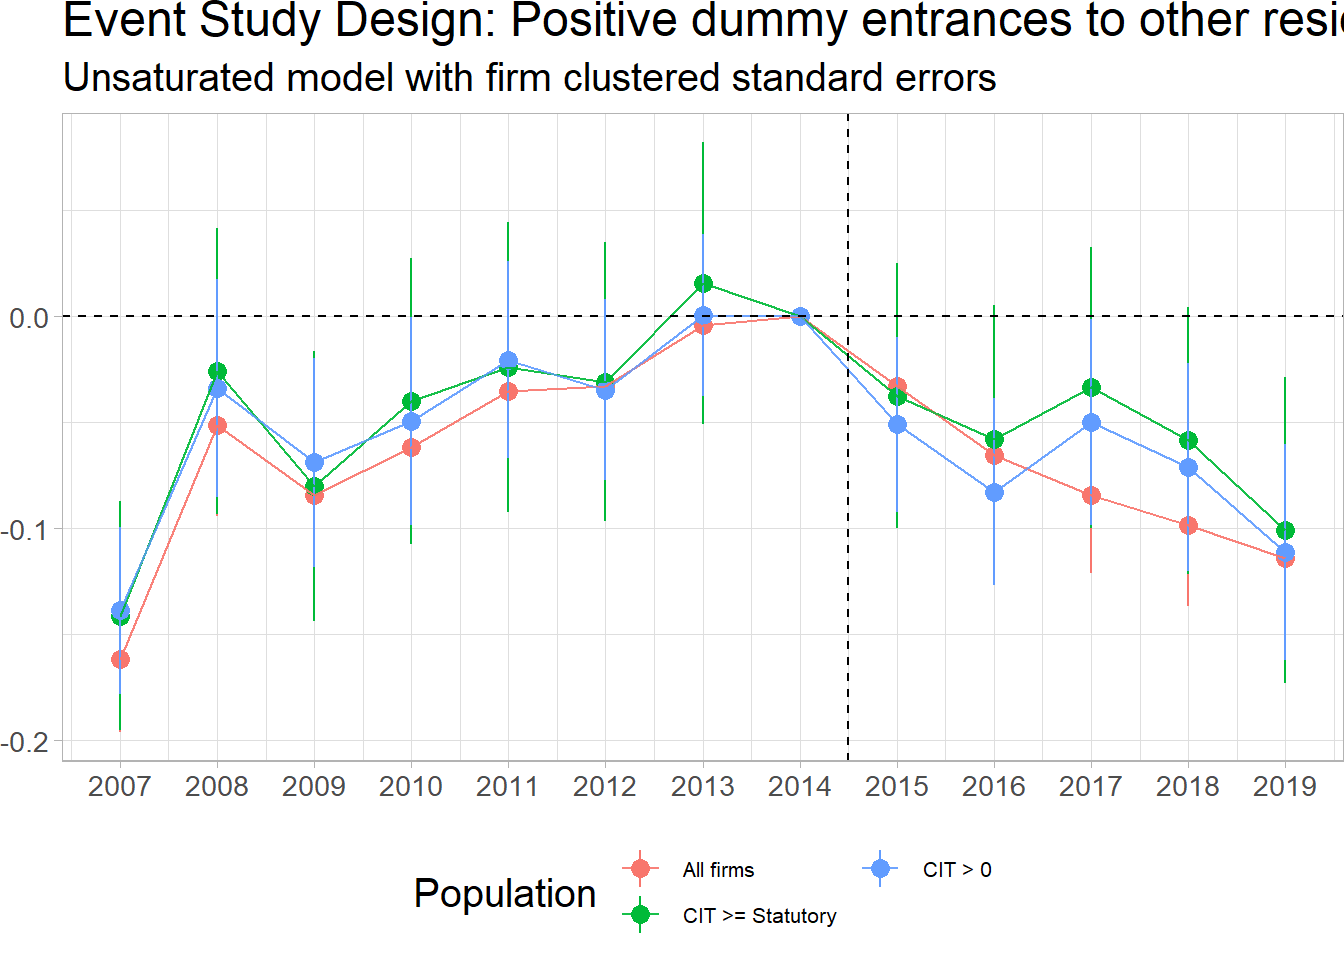 Event Study Design: Positive dummy entrances to other
Unsaturated model with firm clustered standard errors
0.0
-0.1
-0.2
2007 2008 2009 2010 2011 2012 2013 2014 2015 2016 2017 2018 2019
Population
All firms
CIT > 0
CIT >= Statutory